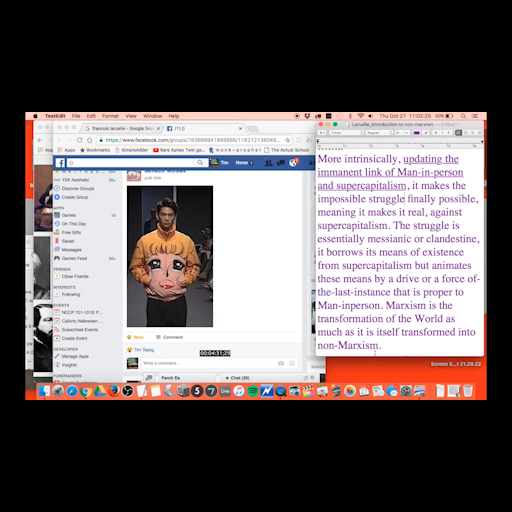 TextEdit File Edit Format View Window Help
Thu Oct 27 11:02:25
francois laruelle - Google Sea
(1) ()
Laruelle_introduction to non-marxism — Edited
https://www.facebook.com/groups/
Apps
Bookmarks
SimpleAdder
Rare Aphex Twin
The Actual School
Tim
Home
Y2K Aesthetic
Discover Groups
Create Group
APPS
Games
On This Day
Free Gifts
Saved
Messages
Games Feed
FRIENDS
Close Friends
INTERESTS
Following
EVENTS
CalArts Hallowe
Subscribed Events
Create Event
DEVELOPER
Manage Apps
Insights
FUNDRAISERS
Just now
Wow
Comment
Tim Tsang
00:04:31:29
Write a comment...
Perch Ea
Chat (26)
More intrinsically, updating the
immanent link of Man-in-person
and supercapitalism, it makes the
impossible struggle finally possible,
meaning it makes it real, against
supercapitalism. The struggle is
essentially messianic or clandestine,
it borrows its means of existence
from supercapitalism but animates
these means by a drive or a force-of-
the-last-instance that is proper to
Man-inperson. Marxism is the
transformation of the World as
much as it is itself transformed into
non-Marxism.
Screen S...t 21.29.22